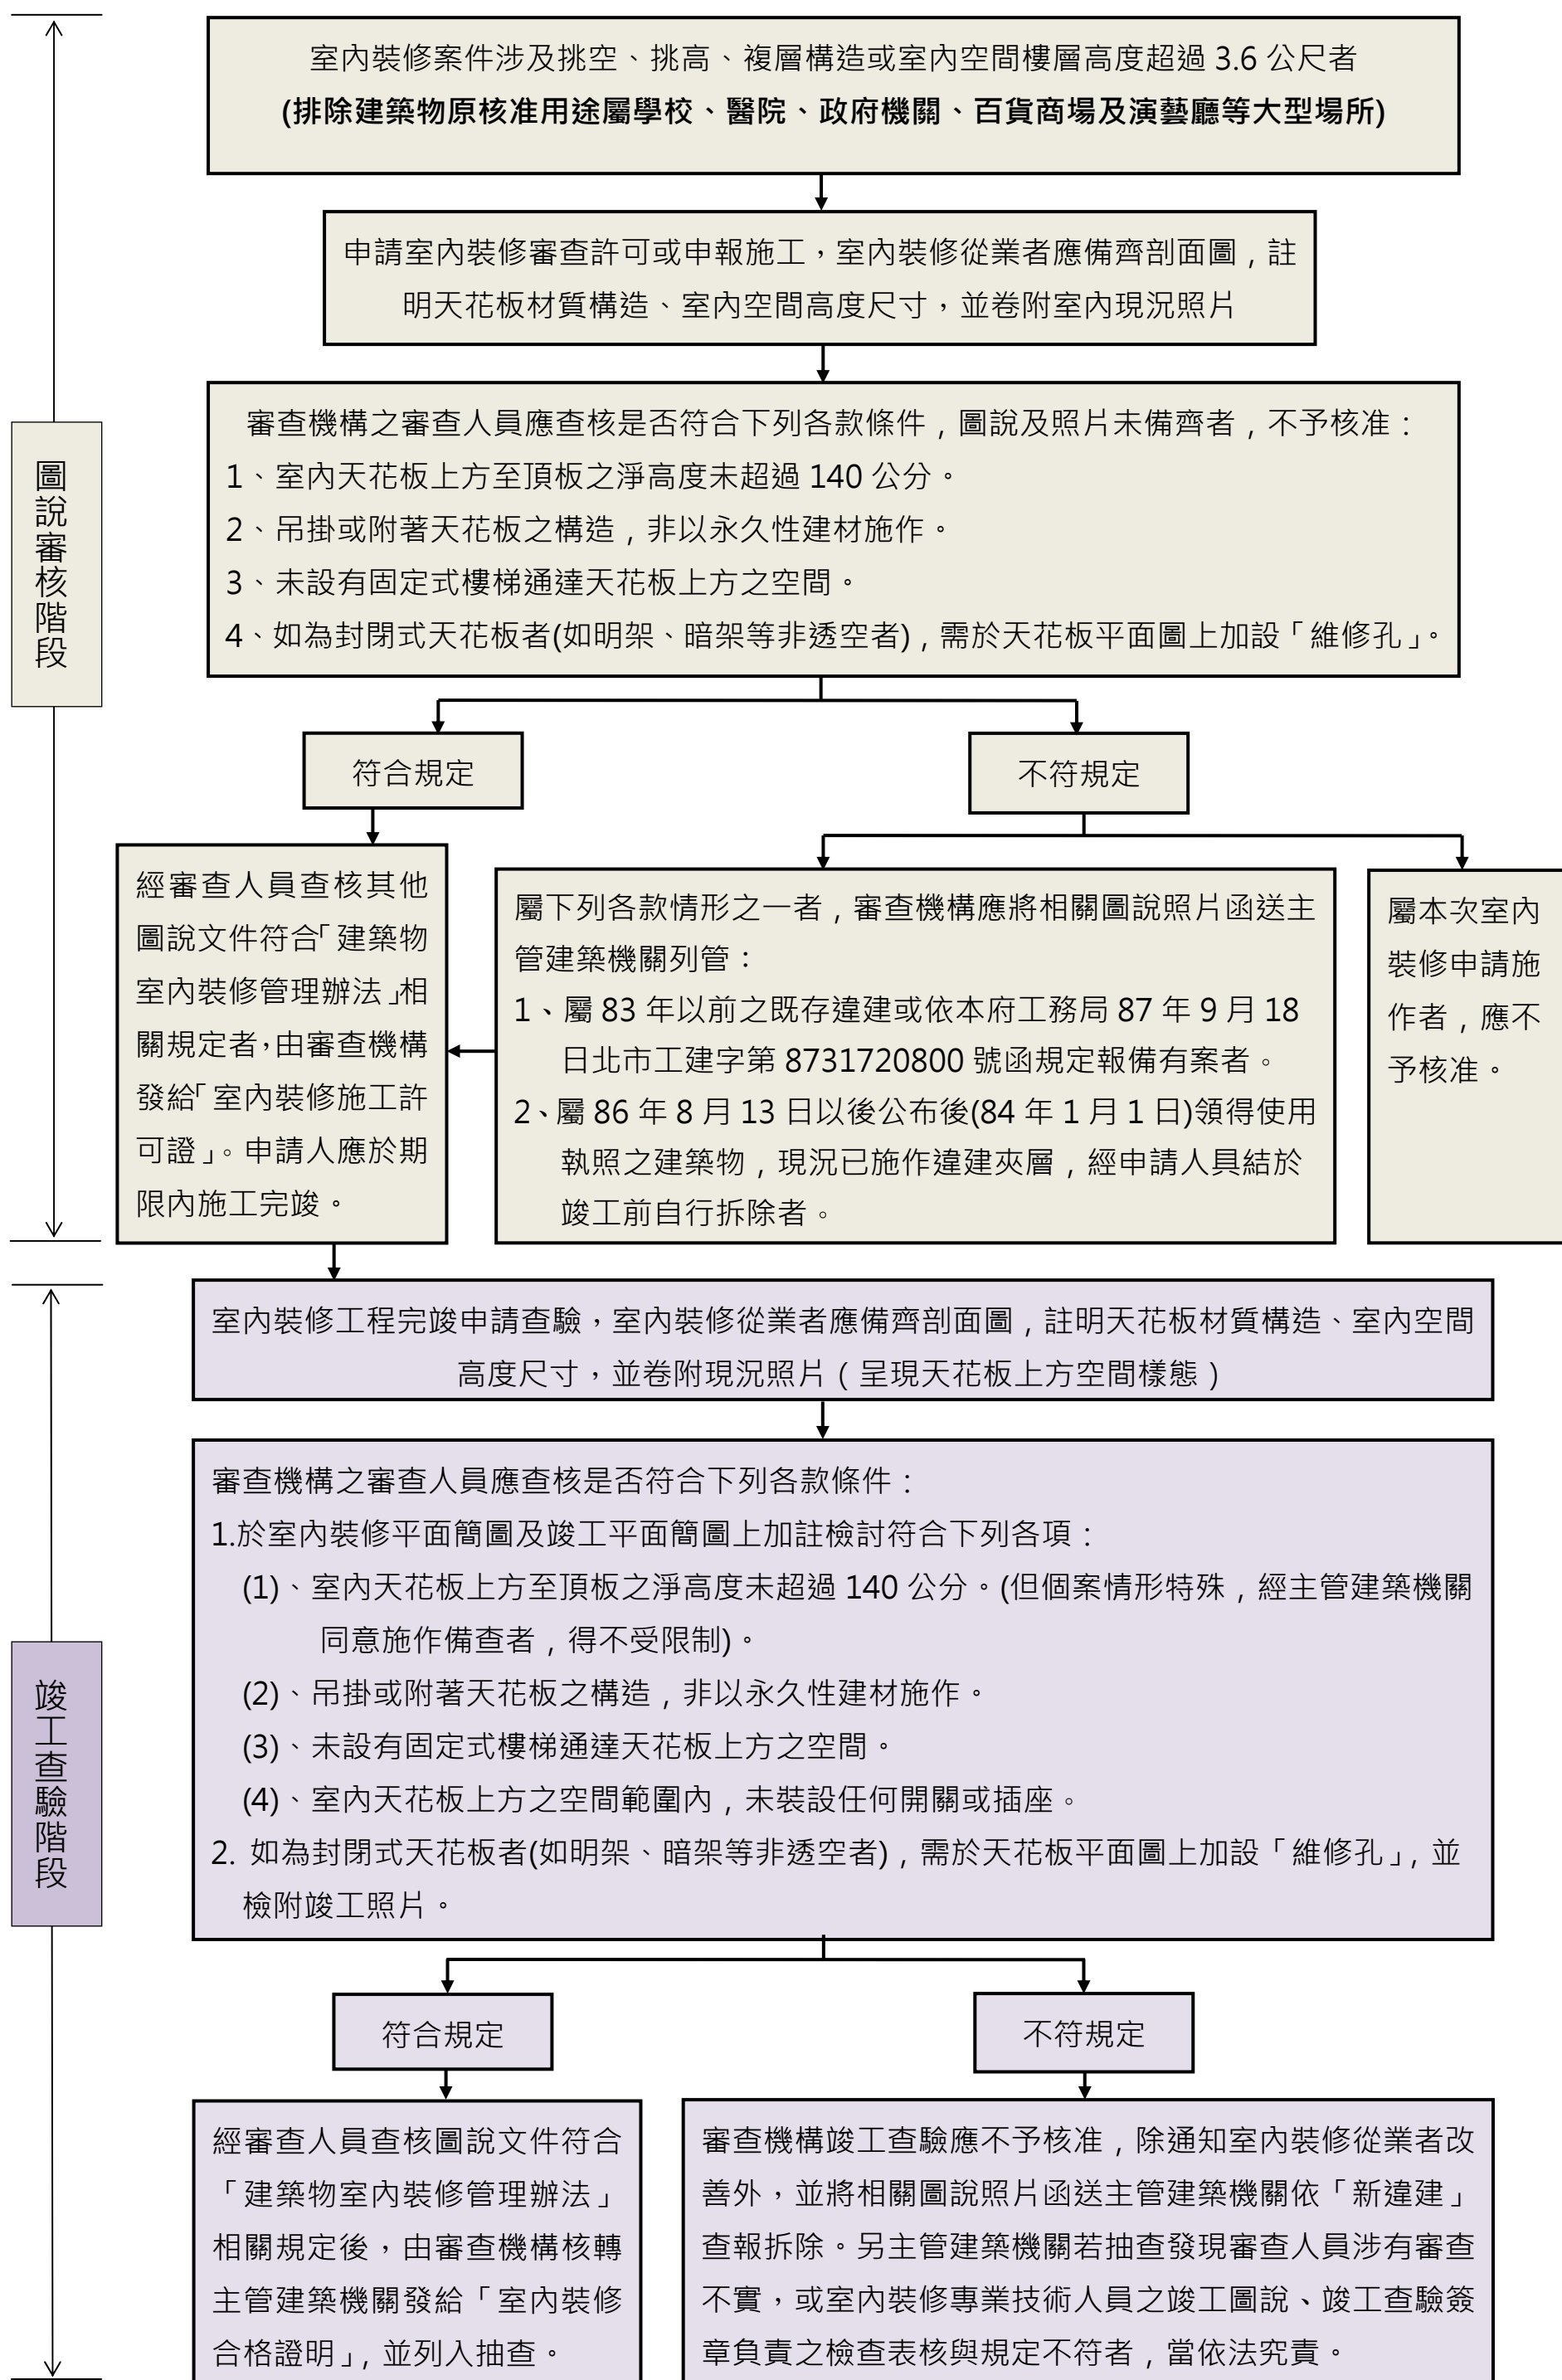 室內裝修案件涉及挑空、挑高、複層構造或室內空間樓層高度超過 3.6 公尺者
(排除建築物原核准用途屬學校、醫院、政府機關、百貨商場及演藝廳等大型場所)
申請室內裝修審查許可或申報施工，室內裝修從業者應備齊剖面圖，註
明天花板材質構造、室內空間高度尺寸，並卷附室內現況照片
圖說審核階段
審查機構之審查人員應查核是否符合下列各款條件，圖說及照片未備齊者，不予核准：
1、室內天花板上方至頂板之淨高度未超過 140 公分。
2、吊掛或附著天花板之構造，非以永久性建材施作。
3、未設有固定式樓梯通達天花板上方之空間。
4、如為封閉式天花板者(如明架、暗架等非透空者)，需於天花板平面圖上加設「維修孔」。
符合規定
不符規定
經審查人員查核其他
圖說文件符合「建築物
室內裝修管理辦法」相
關規定者，由審查機構
發給「室內裝修施工許
可證」。申請人應於期
限內施工完竣。
屬下列各款情形之一者，審查機構應將相關圖說照片函送主
管建築機關列管：
1、屬 83 年以前之既存違建或依本府工務局 87 年 9 月 18
日北市工建字第 8731720800 號函規定報備有案者。
2、屬 86 年 8 月 13 日以後公布後(84 年 1 月 1 日)領得使用
執照之建築物，現況已施作違建夾層，經申請人具結於
竣工前自行拆除者。
屬本次室內
裝修申請施
作者，應不
予核准。
室內裝修工程完竣申請查驗，室內裝修從業者應備齊剖面圖，註明天花板材質構造、室內空間
高度尺寸，並卷附現況照片（呈現天花板上方空間樣態）
竣工查驗階段
審查機構之審查人員應查核是否符合下列各款條件：
1.於室內裝修平面簡圖及竣工平面簡圖上加註檢討符合下列各項：
(1)、室內天花板上方至頂板之淨高度未超過 140 公分。(但個案情形特殊，經主管建築機關
同意施作備查者，得不受限制)。
(2)、吊掛或附著天花板之構造，非以永久性建材施作。
(3)、未設有固定式樓梯通達天花板上方之空間。
(4)、室內天花板上方之空間範圍內，未裝設任何開關或插座。
2. 如為封閉式天花板者(如明架、暗架等非透空者)，需於天花板平面圖上加設「維修孔」，並
檢附竣工照片。
符合規定
不符規定
經審查人員查核圖說文件符合
「建築物室內裝修管理辦法」
相關規定後，由審查機構核轉
主管建築機關發給「室內裝修
合格證明」，並列入抽查。
審查機構竣工查驗應不予核准，除通知室內裝修從業者改
善外，並將相關圖說照片函送主管建築機關依「新違建」
查報拆除。另主管建築機關若抽查發現審查人員涉有審查
不實，或室內裝修專業技術人員之竣工圖說、竣工查驗簽
章負責之檢查表核與規定不符者，當依法究責。